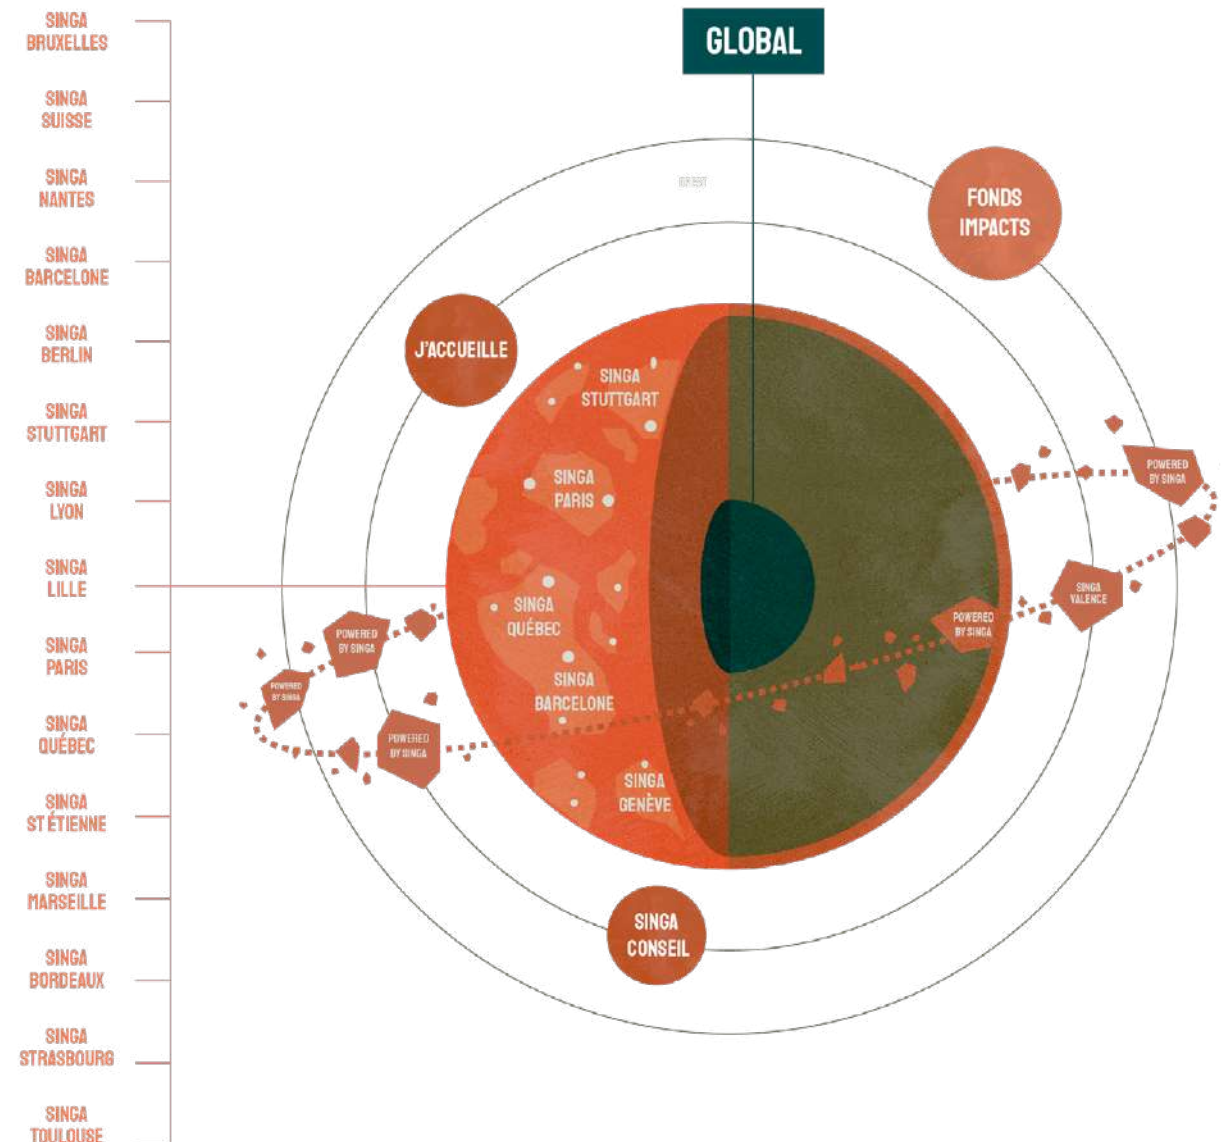 SINGA
BRUXELLES
SINGA
SUISSE
SINGA
NANTES
SINGA
BARCELONE
SINGA
BERLIN
SINGA
STUTTGART
SINGA
LYON
SINGA
LILLE
SINGA
PARIS
SINGA
QUÉBEC
SINGA
ST ÉTIENNE
SINGA
MARSEILLE
SINGA
BORDEAUX
SINGA
STRASBOURG
SINGA
TOULOUSE
GLOBAL
FONDS
IMPACTS
J'ACCUEILLE
SINGA
STUTTGART
SINGA
PARIS
SINGA
QUÉBEC
SINGA
BARCELONE
SINGA
GENÈVE
POWERED
BY SINGA
SINGA
VALENCE
POWERED
BY SINGA
POWERED
BY SINGA
POWERED
BY SINGA
POWERED
BY SINGA
SINGA
CONSEIL